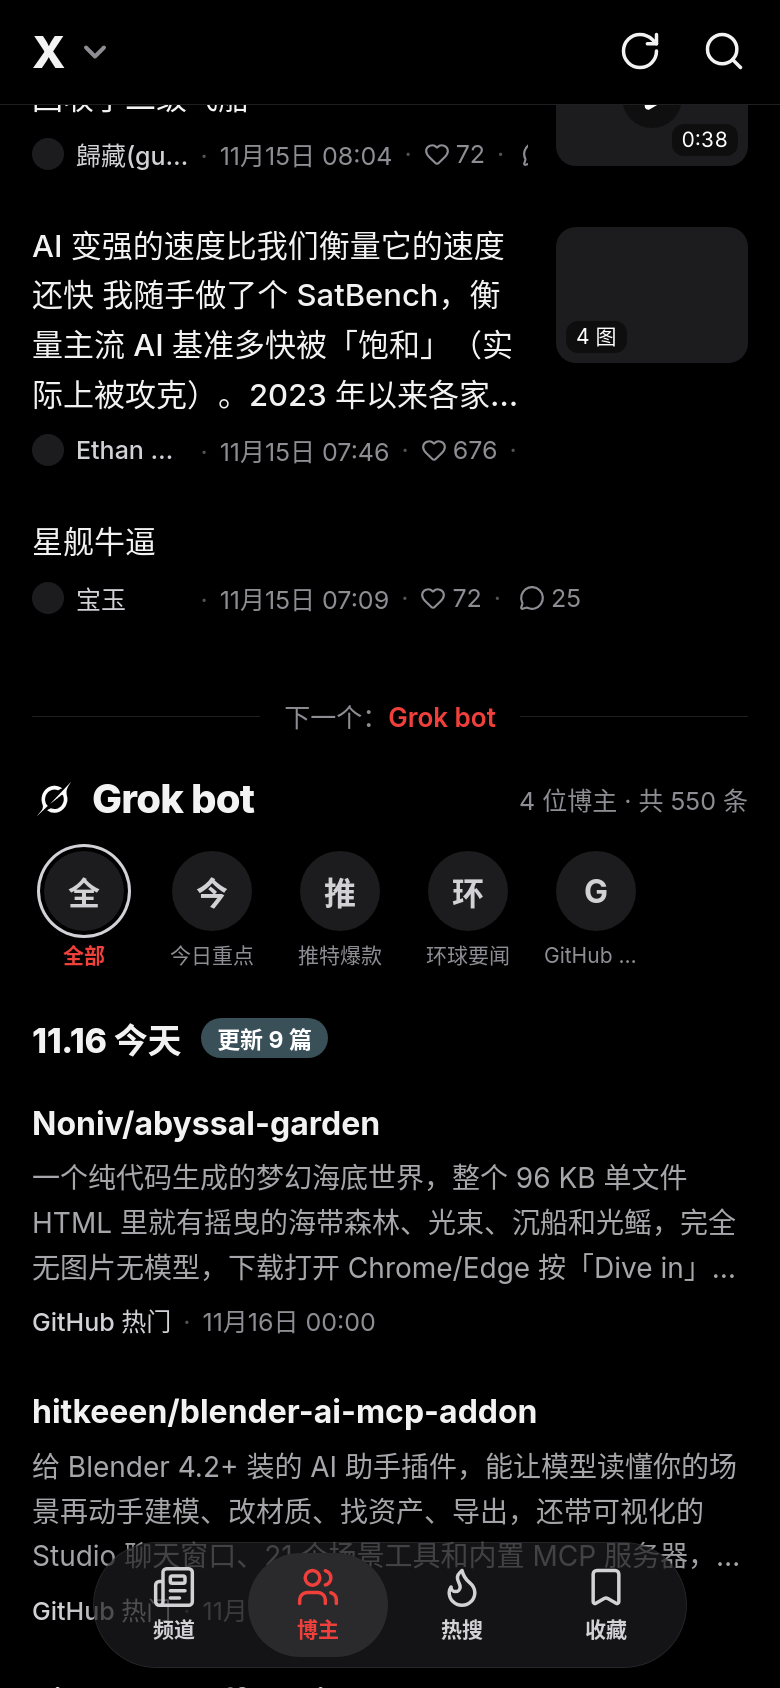 X
0:38
歸藏(gu... · 11月15日 08:04 · 72 ·
AI 变强的速度比我们衡量它的速度
还快 我随手做了个 SatBench，衡
量主流 AI 基准多快被「饱和」（实
际上被攻克）。2023 年以来各家...
4 图
Ethan ... · 11月15日 07:46 · 676 ·
星舰牛逼
宝玉 · 11月15日 07:09 · 72 · 25
下一个：Grok bot
Grok bot
4 位博主 · 共 550 条
全 今 推 环 G
全部 今日重点 推特爆款 环球要闻 GitHub ...
11.16 今天 更新 9 篇
Noniv/abyssal-garden
一个纯代码生成的梦幻海底世界，整个 96 KB 单文件
HTML 里就有摇曳的海带森林、光束、沉船和光鳐，完全
无图片无模型，下载打开 Chrome/Edge 按「Dive in」...
GitHub 热门 · 11月16日 00:00
hitkeeen/blender-ai-mcp-addon
给 Blender 4.2+ 装的 AI 助手插件，能让模型读懂你的场
景再动手建模、改材质、找资产、导出，还带可视化的
Studio 聊天窗口、21 个场景工具和内置 MCP 服务器，...
GitHub 热门 · 11月
频道 博主 热搜 收藏